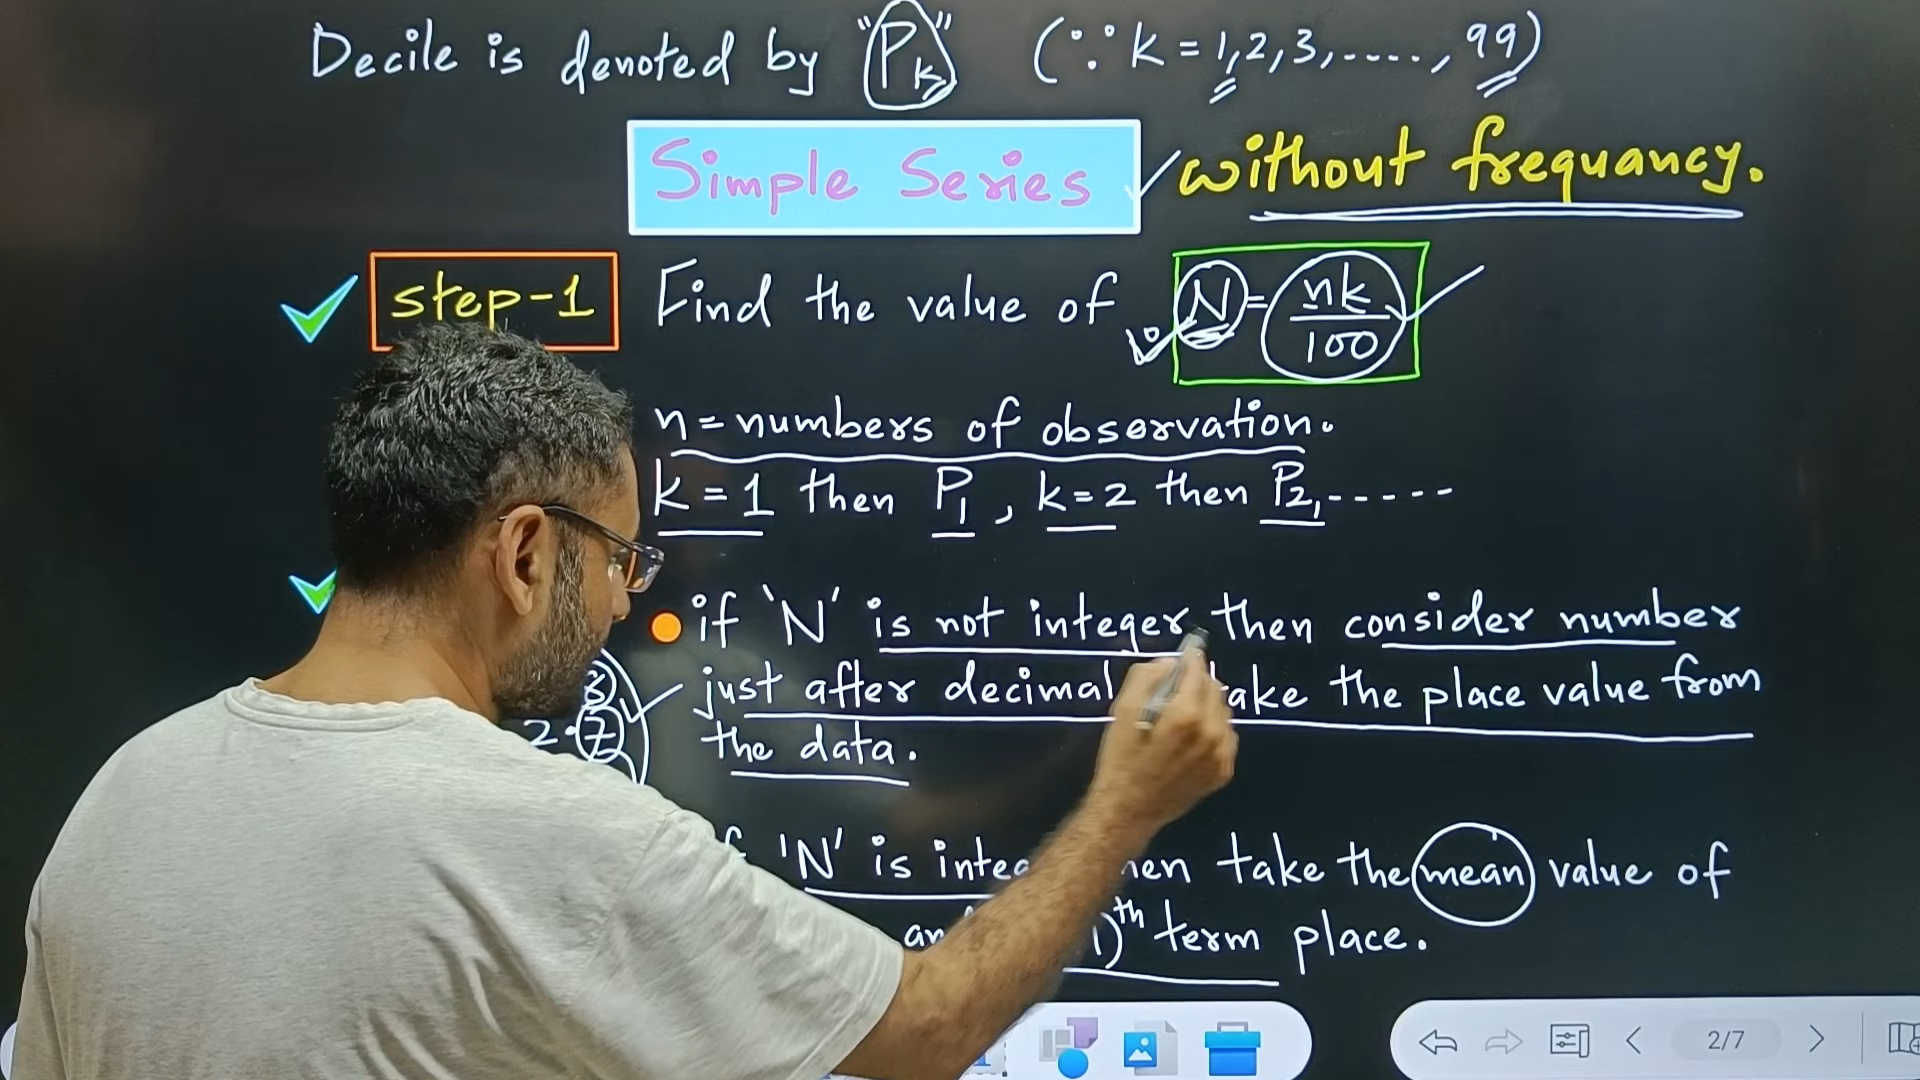 Decile is denoted by "Pk" (∵ k = 1,2,3,-----, 99)
Simple Series without frequancy.
step-1 Find the value of N = nk/100
n = numbers of observation.
k = 1 then P1, k = 2 then P2, -----
if 'N' is not integer then consider number
8
just after decimal take the place value from
2.7
the data.
'N' is then take the mean value of
th term place.
2/7